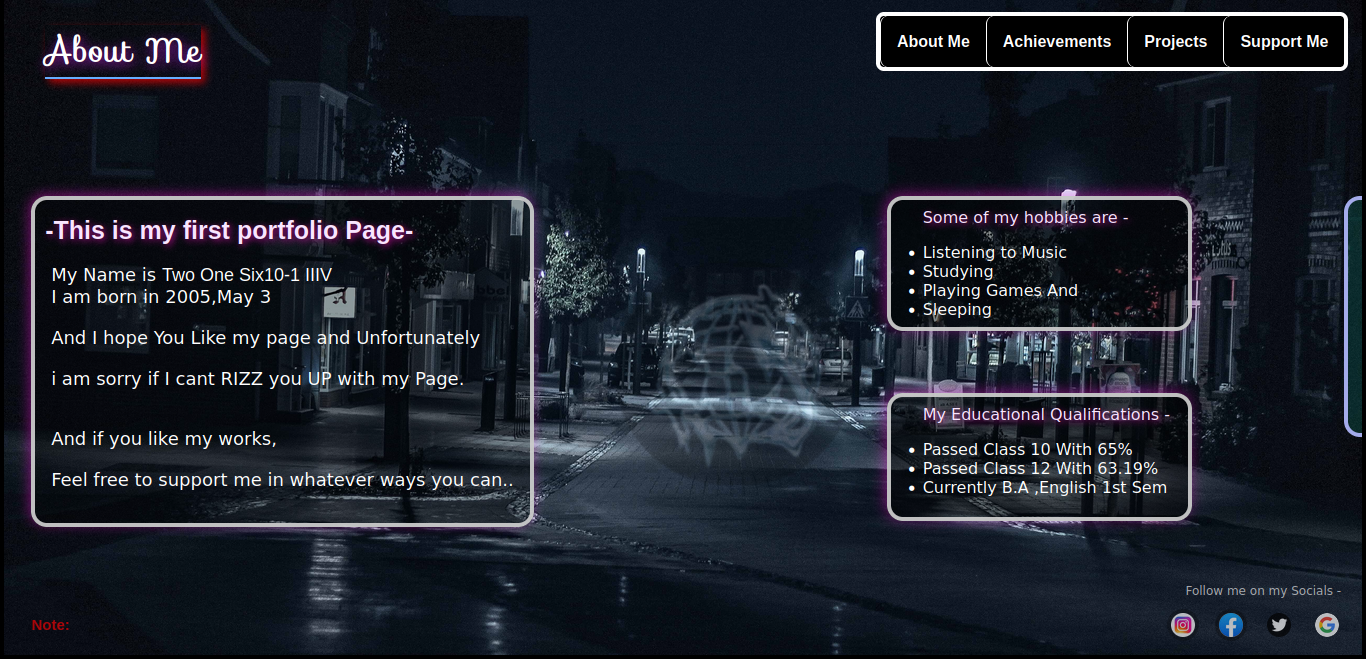 About Me
About Me
Achievements
Projects
Support Me
-This is my first portfolio Page-
My Name is Two One Six10-1 IIIV
I am born in 2005,May 3
And I hope You Like my page and Unfortunately
i am sorry if I cant RIZZ you UP with my Page.
And if you like my works,
Feel free to support me in whatever ways you can..
Some of my hobbies are -
Listening to Music
Studying
Playing Games And
Sleeping
My Educational Qualifications -
Passed Class 10 With 65%
Passed Class 12 With 63.19%
Currently B.A ,English 1st Sem
Follow me on my Socials -
Note: